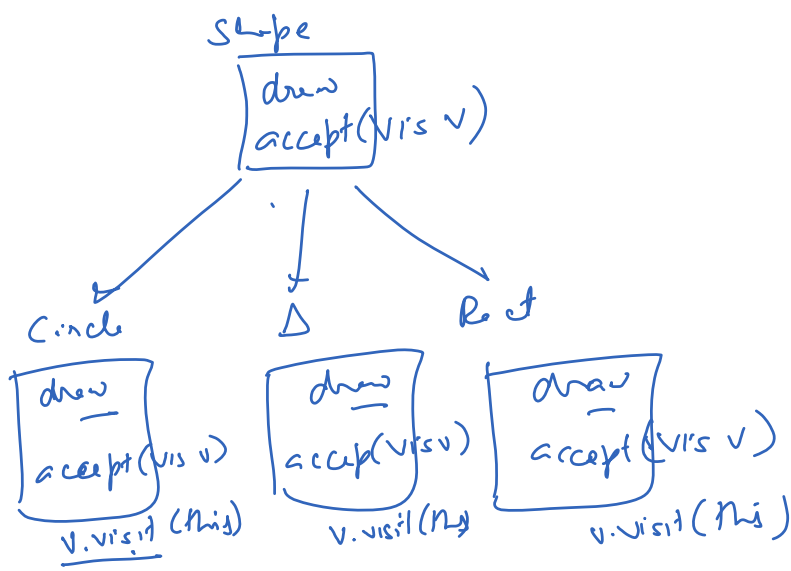 Shape
draw
accept(Vis v)
Circle
Δ
Rect
draw
accept(Vis v)
v.visit (this)
draw
accep(Vis v)
v.visit (this
draw
accept(Vis v)
v.visit (this)